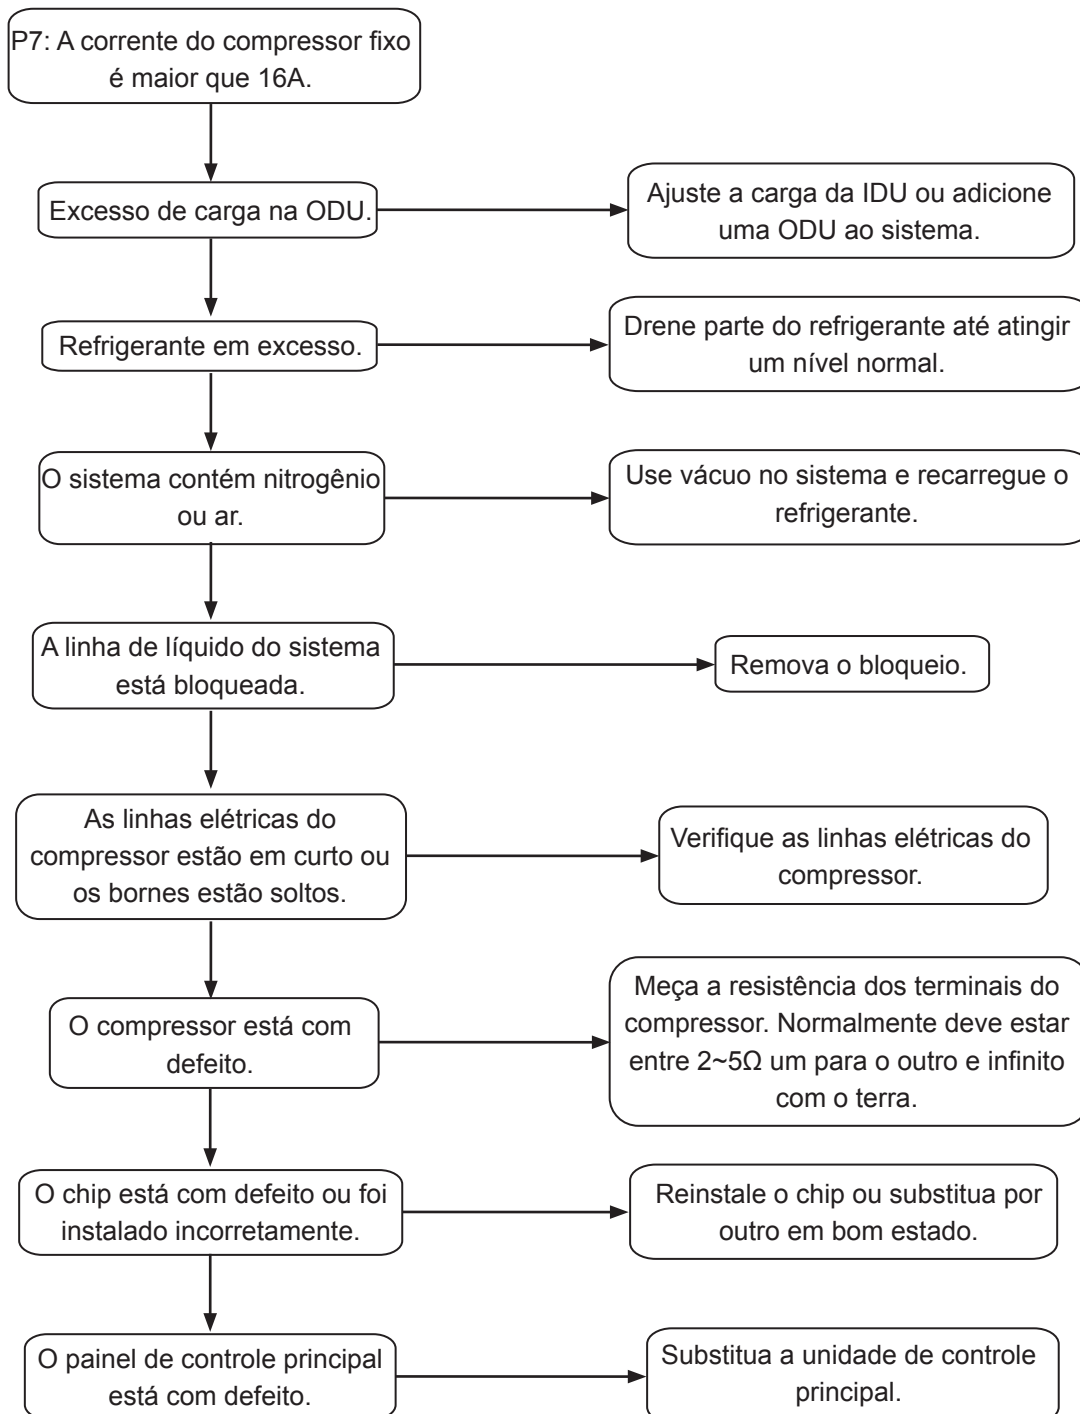 P7: A corrente do compressor fixo
é maior que 16A.
Excesso de carga na ODU.
Ajuste a carga da IDU ou adicione
uma ODU ao sistema.
Refrigerante em excesso.
Drene parte do refrigerante até atingir
um nível normal.
O sistema contém nitrogênio
ou ar.
Use vácuo no sistema e recarregue o
refrigerante.
A linha de líquido do sistema
está bloqueada.
Remova o bloqueio.
As linhas elétricas do
compressor estão em curto ou
os bornes estão soltos.
Verifique as linhas elétricas do
compressor.
O compressor está com
defeito.
Meça a resistência dos terminais do
compressor. Normalmente deve estar
entre 2~5Ω um para o outro e infinito
com o terra.
O chip está com defeito ou foi
instalado incorretamente.
Reinstale o chip ou substitua por
outro em bom estado.
O painel de controle principal
está com defeito.
Substitua a unidade de controle
principal.